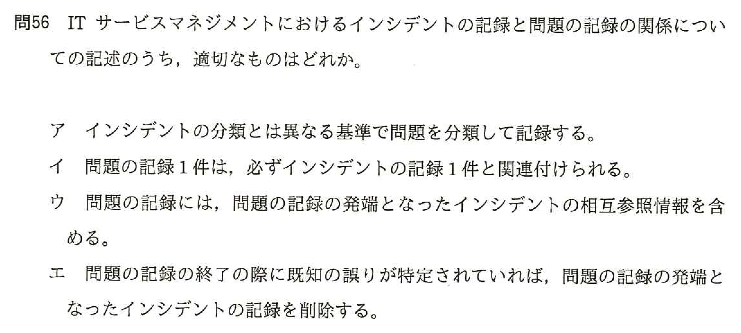 問56 IT サービスマネジメントにおけるインシデントの記録と問題の記録の関係につい
ての記述のうち，適切なものはどれか。
ア インシデントの分類とは異なる基準で問題を分類して記録する。
イ 問題の記録1件は，必ずインシデントの記録1件と関連付けられる。
ウ 問題の記録には，問題の記録の発端となったインシデントの相互参照情報を含
める。
エ 問題の記録の終了の際に既知の誤りが特定されていれば，問題の記録の発端と
なったインシデントの記録を削除する。